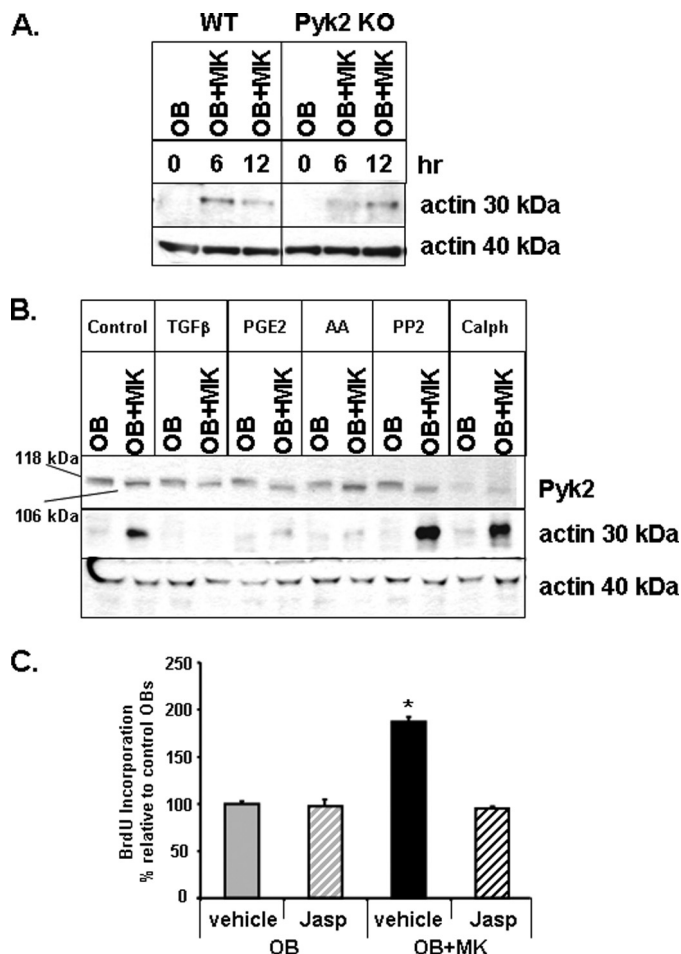 A.
WT Pyk2 KO
OB OB+MK OB+MK OB OB+MK OB+MK
0 6 12 0 6 12 hr
actin 30 kDa
actin 40 kDa
B.
Control TGFβ PGE2 AA PP2 Calph
OB OB+MK OB OB+MK OB OB+MK OB OB+MK OB OB+MK OB OB+MK
118 kDa
Pyk2
106 kDa
actin 30 kDa
actin 40 kDa
C.
BrdU Incorporation
% relative to control OBs
250
200
150
100
50
0
*
vehicle Jasp vehicle Jasp
OB OB+MK